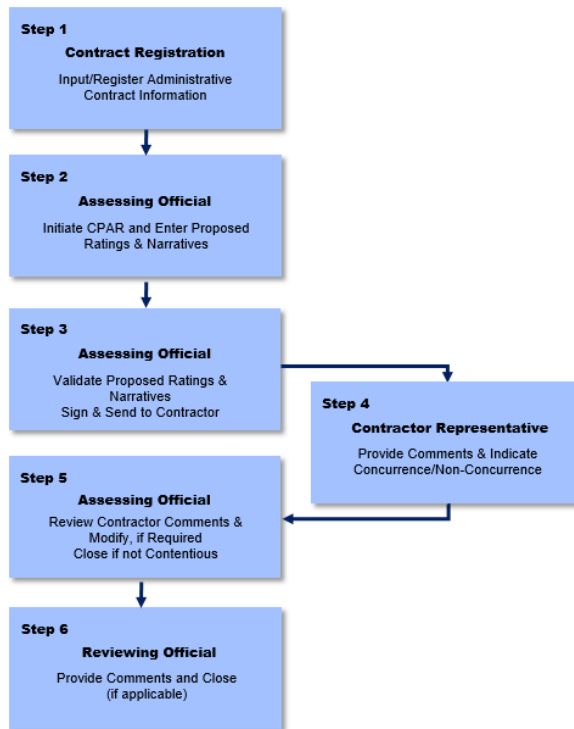 Step 1
Contract Registration
Input/Register Administrative
Contract Information
Step 2
Assessing Official
Initiate CPAR and Enter Proposed
Ratings & Narratives
Step 3
Assessing Official
Validate Proposed Ratings &
Narratives
Sign & Send to Contractor
Step 4
Contractor Representative
Provide Comments & Indicate
Concurrence/Non-Concurrence
Step 5
Assessing Official
Review Contractor Comments &
Modify, if Required
Close if not Contentious
Step 6
Reviewing Official
Provide Comments and Close
(if applicable)